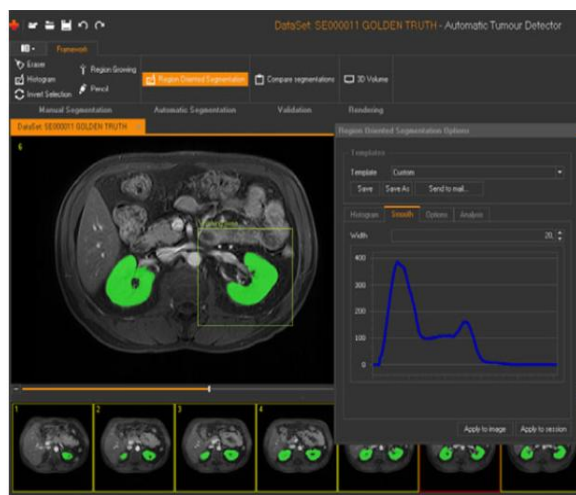 DataSet: SE000011 GOLDEN TRUTH - Automatic Tumour Detector
Framework
Eraser
Region Growing
Histogram
Pencil
Invert Selection
Region Oriented Segmentation
Compare segmentations
3D Volume
Manual Segmentation
Automatic Segmentation
Validation
Rendering
DataSet: SE000011 GOLDEN TRUTH
Region Oriented Segmentation Options
6
Templates
Template
Custom
Save
Save As
Send to mail...
Histogram
Smooth
Options
Analysis
Width
20
400
300
200
100
0
Apply to image
Apply to session
1
2
3
4